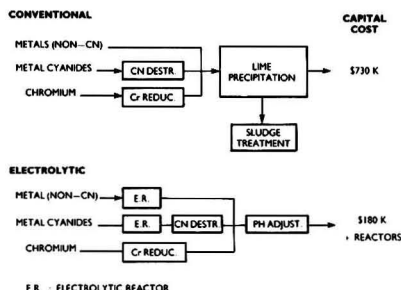 CONVENTIONAL
CAPITAL
COST
METALS (NON-CN)
METAL CYANIDES
CN DESTR.
LIME
PRECIPITATION
$730 K
CHROMIUM
Cr REDUC.
SLUDGE
TREATMENT
ELECTROLYTIC
METAL (NON-CN)
E.R.
METAL CYANIDES
E.R.
CN DESTR.
PH ADJUST.
$180 K
REACTORS
CHROMIUM
Cr REDUC.
E.R. - ELECTROLYTIC REACTOR